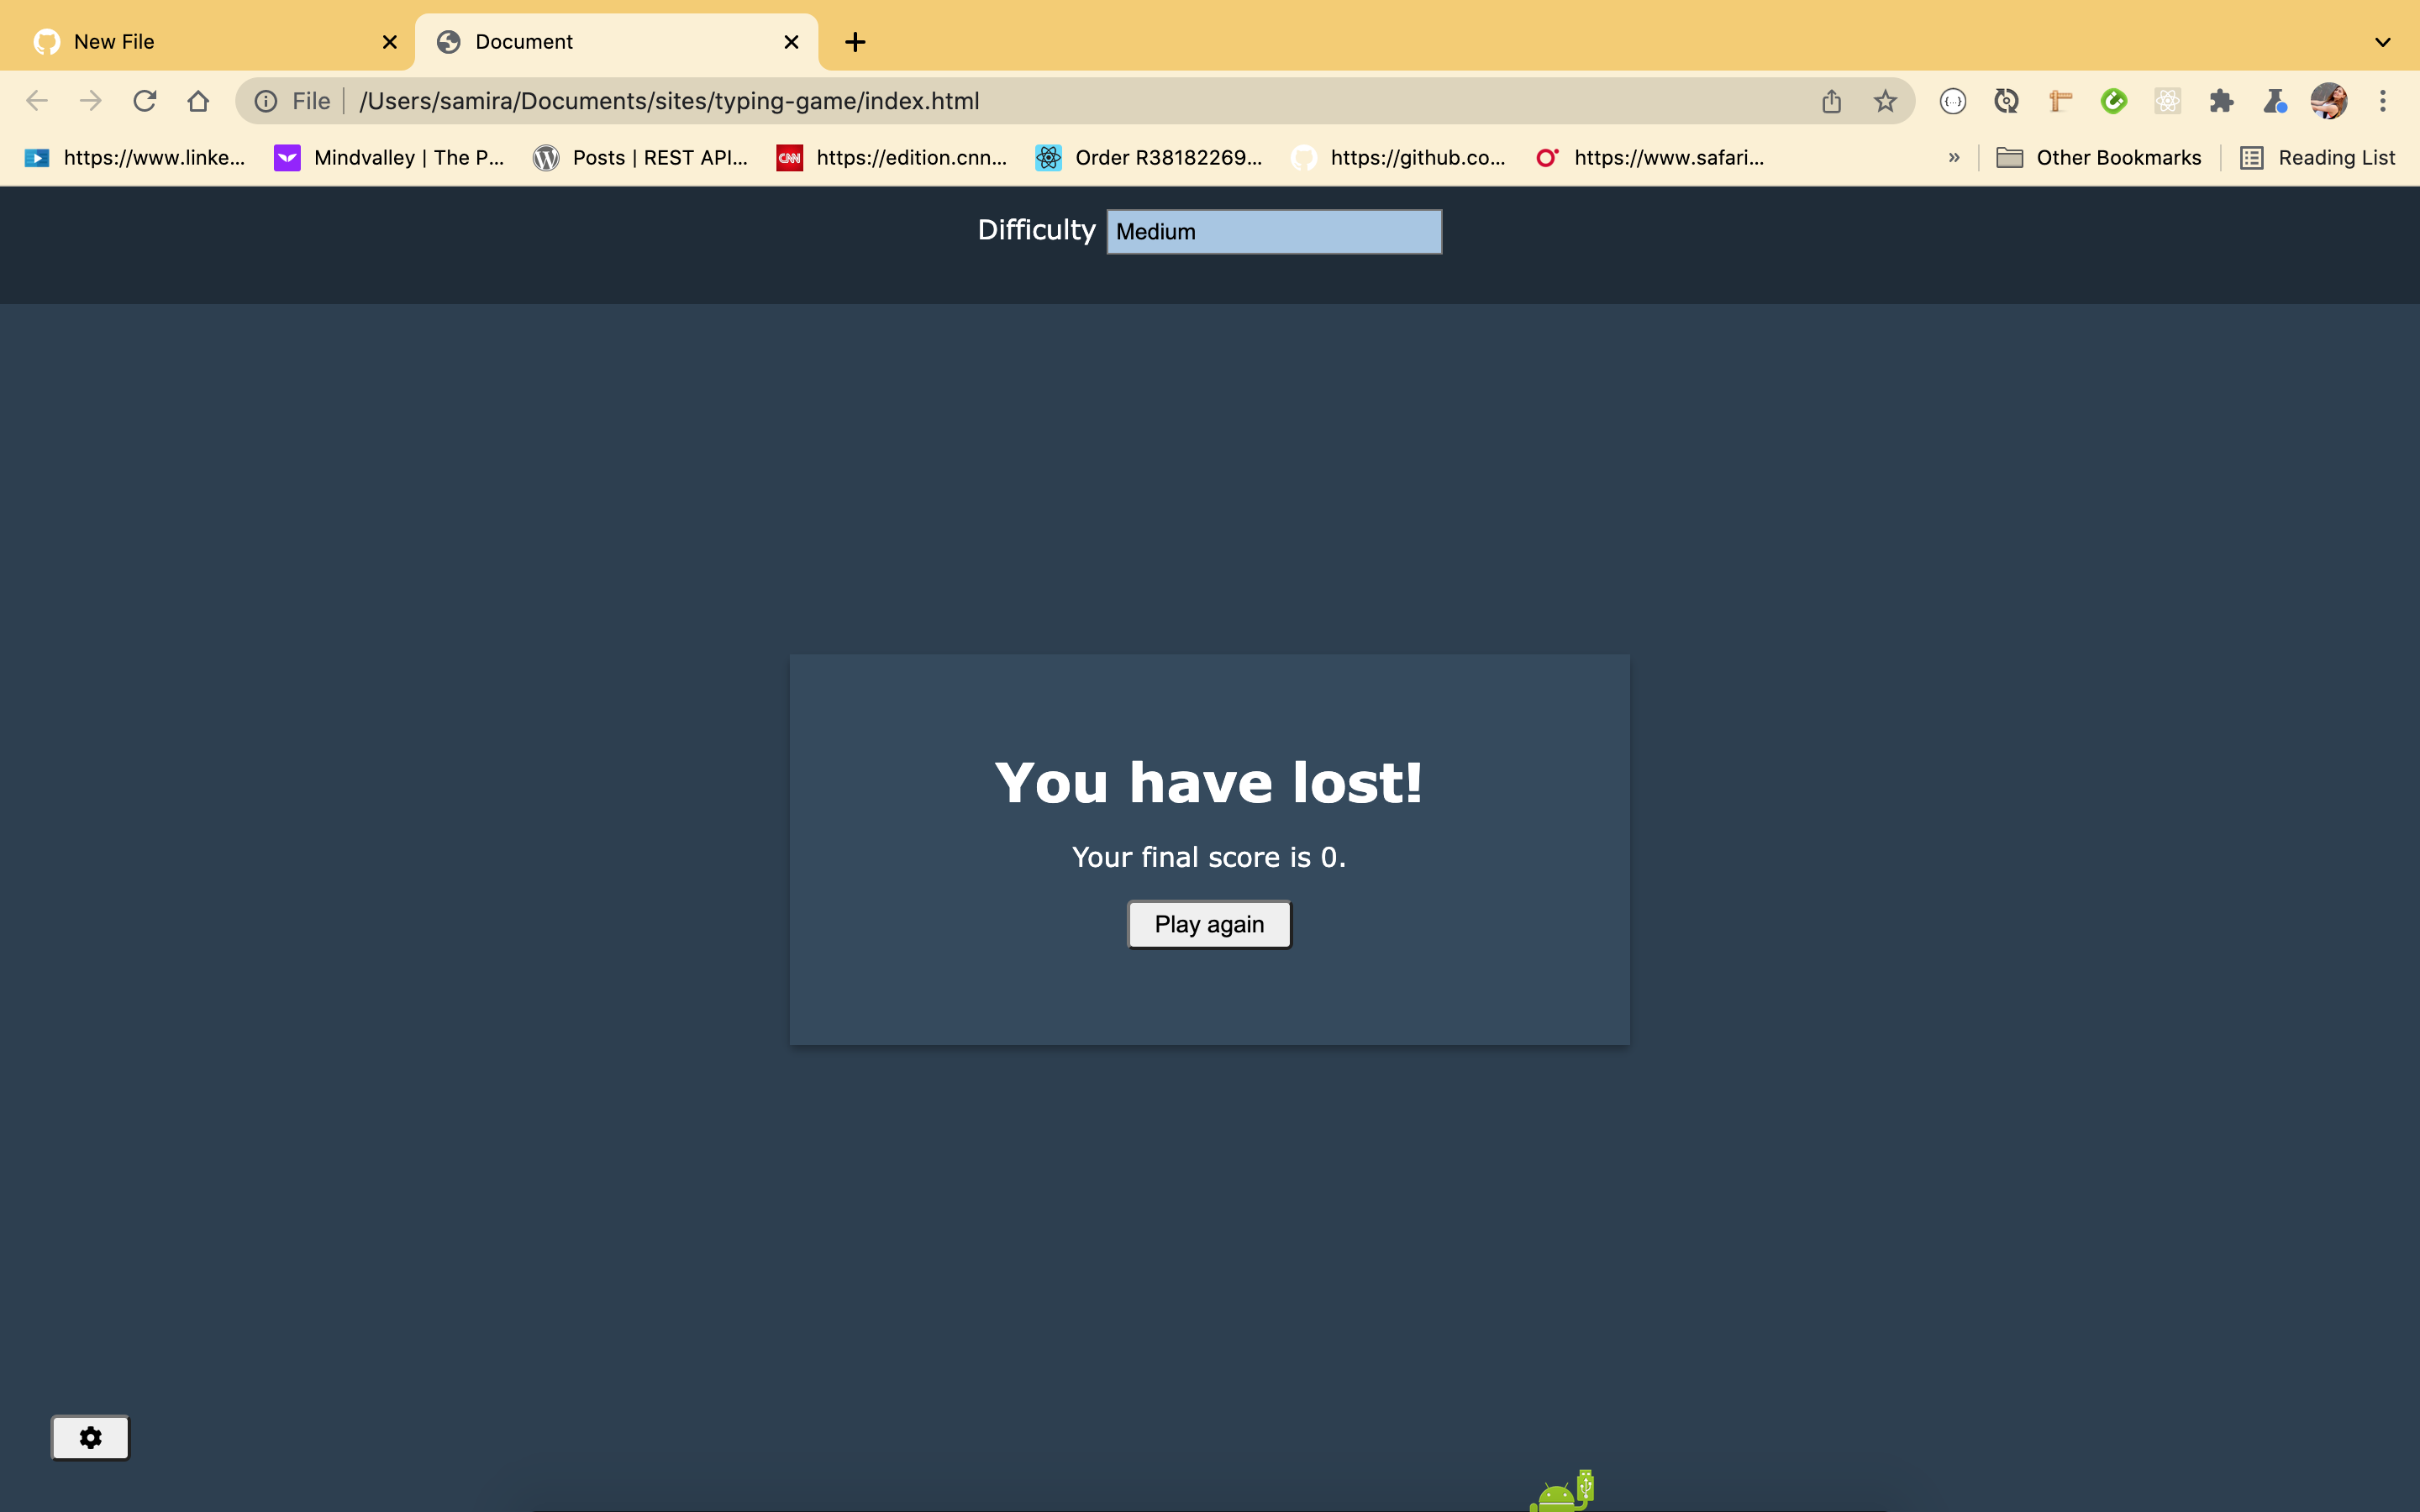 New File
Document
File
/Users/samira/Documents/sites/typing-game/index.html
https://www.linke...
Mindvalley | The P...
Posts | REST API...
CNN
https://edition.cnn...
Order R38182269...
https://github.co...
https://www.safari...
»
Other Bookmarks
Reading List
Difficulty
Medium
You have lost!
Your final score is 0.
Play again